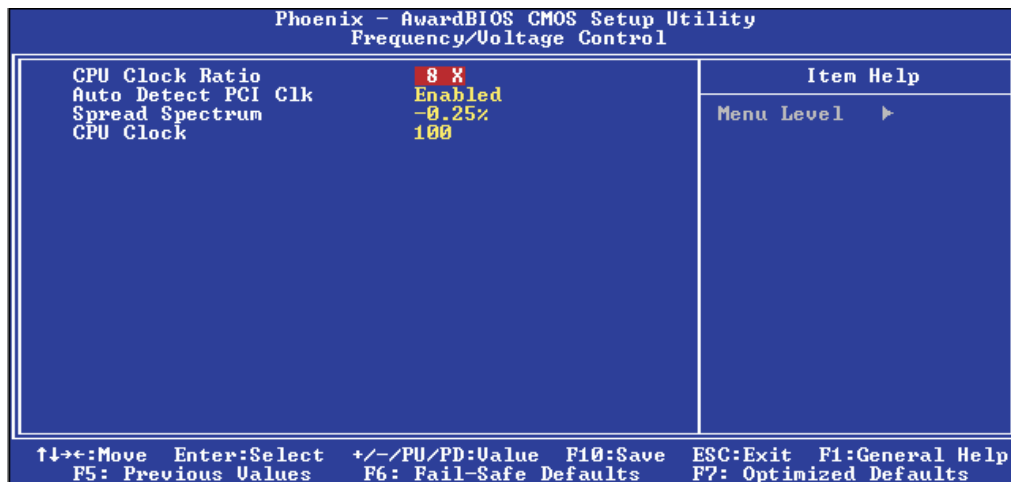 Phoenix - AwardBIOS CMOS Setup Utility
Frequency/Voltage Control
CPU Clock Ratio 8 X
Auto Detect PCI Clk Enabled
Spread Spectrum -0.25%
CPU Clock 100
Item Help
Menu Level ►
↑↓→←:Move Enter:Select +/-/PU/PD:Value F10:Save ESC:Exit F1:General Help
F5: Previous Values F6: Fail-Safe Defaults F7: Optimized Defaults